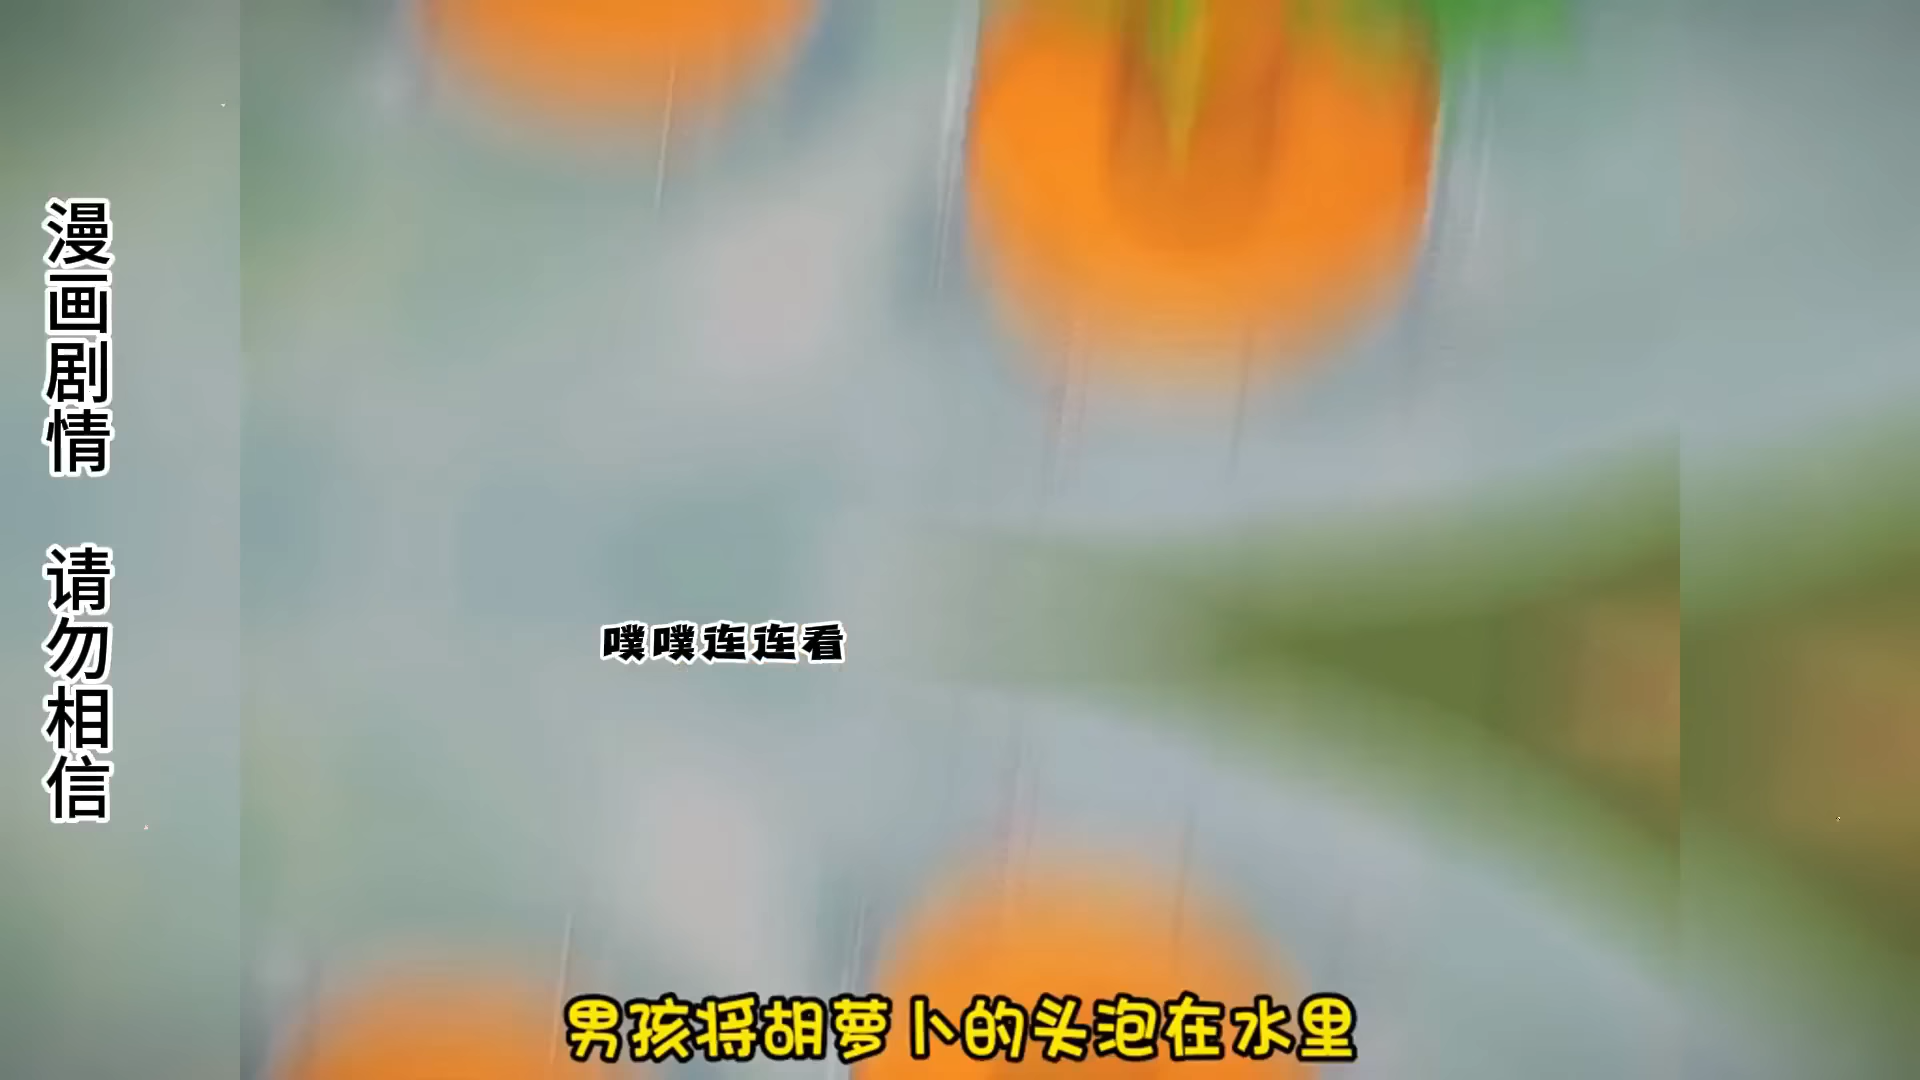 漫画剧情 请勿相信
噗噗连连看
男孩将胡萝卜的头泡在水里